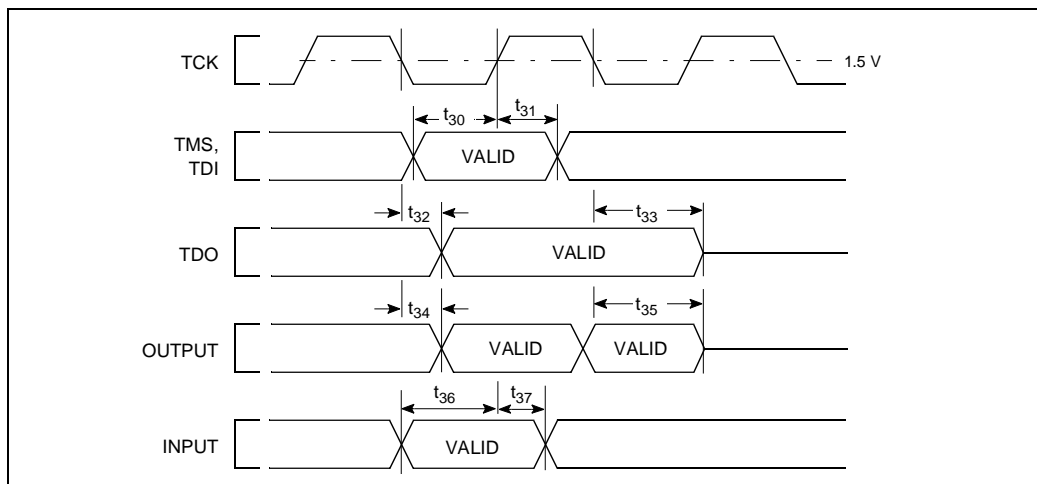 TCK
1.5 V
t30 t31
TMS,
TDI
VALID
t32 t33
TDO
VALID
t34 t35
OUTPUT
VALID VALID
t36 t37
INPUT
VALID